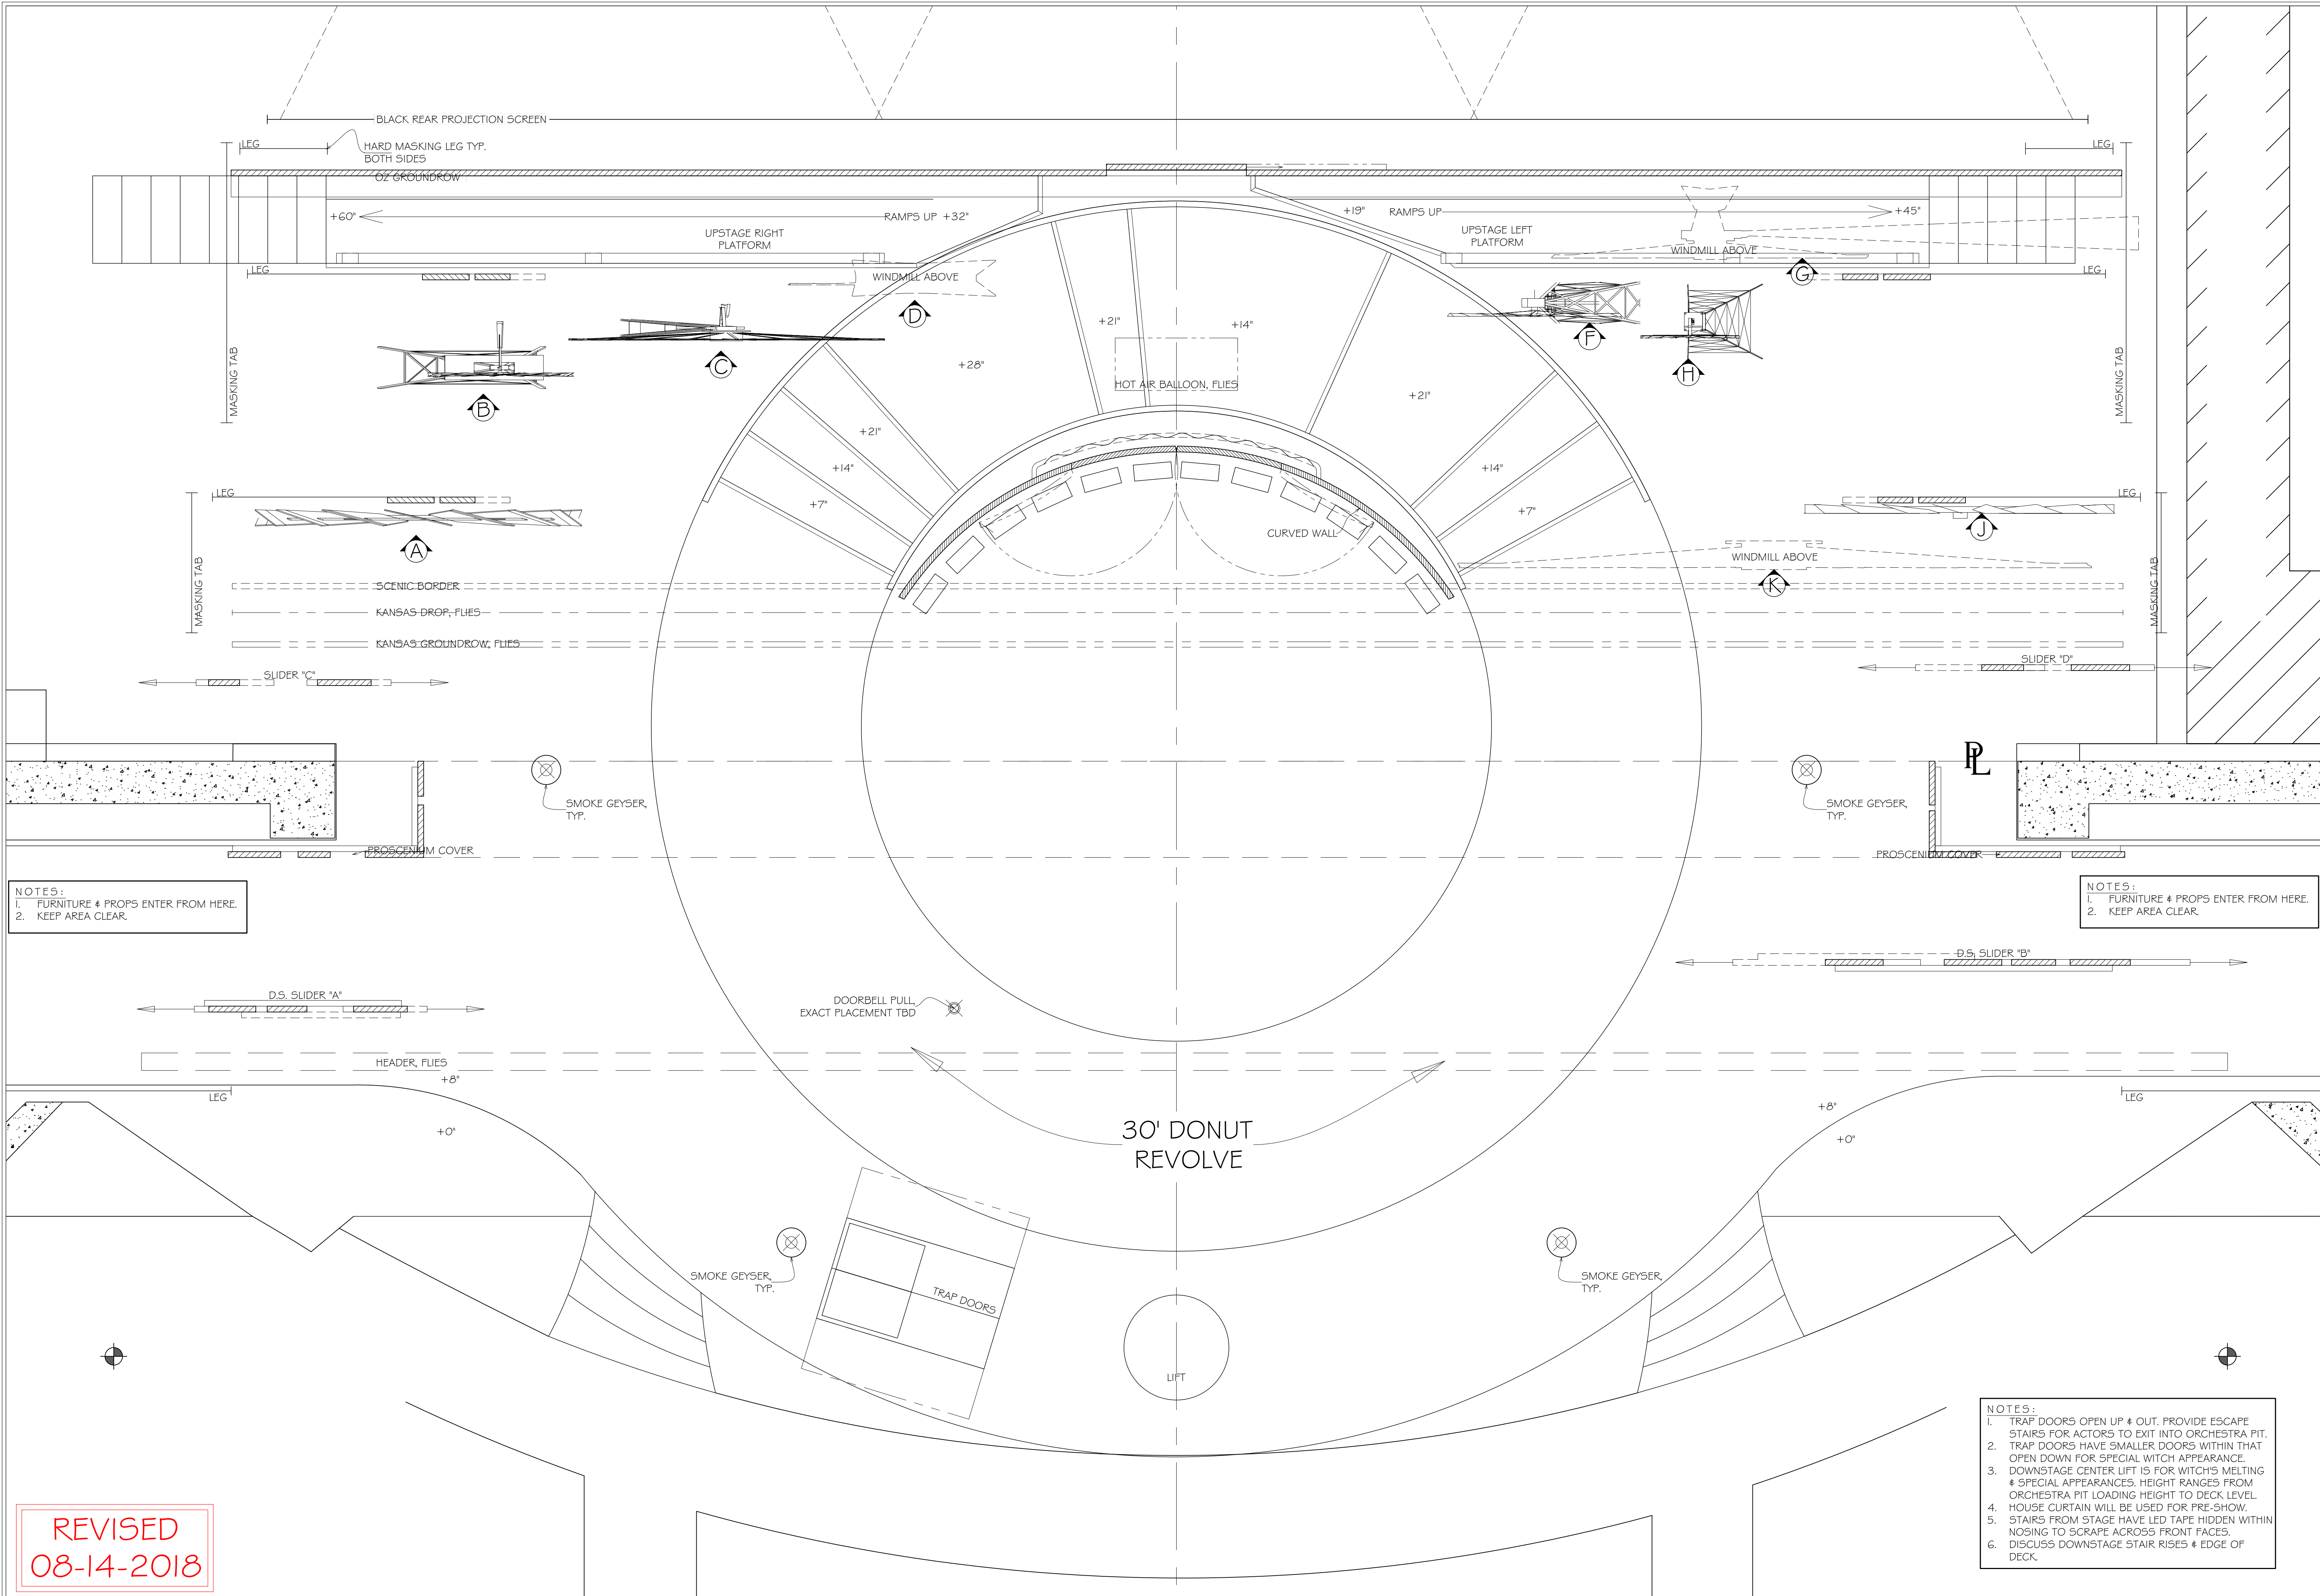 BLACK REAR PROJECTION SCREEN
LEG
HARD MASKING LEG TYP.
BOTH SIDES
LEG
OZ GROUNDROW
+60"
RAMPS UP +32"
+19"
RAMPS UP
+45"
UPSTAGE RIGHT
PLATFORM
UPSTAGE LEFT
PLATFORM
WINDMILL ABOVE
LEG
WINDMILL ABOVE
G
LEG
D
+21"
+14"
F
MASKING TAB
C
+28"
H
MASKING TAB
B
HOT AIR BALLOON, FLIES
+21"
+21"
+14"
+14"
LEG
+7"
+7"
LEG
A
CURVED WALL
J
MASKING TAB
WINDMILL ABOVE
MASKING TAB
SCENIC BORDER
K
KANSAS DROP, FLIES
KANSAS GROUNDROW, FLIES
SLIDER "C"
SLIDER "D"
PL
SMOKE GEYSER,
TYP.
SMOKE GEYSER,
TYP.
PROSCENIUM COVER
PROSCENIUM COVER
NOTES:
1. FURNITURE & PROPS ENTER FROM HERE.
2. KEEP AREA CLEAR.
NOTES:
1. FURNITURE & PROPS ENTER FROM HERE.
2. KEEP AREA CLEAR.
D.S. SLIDER "B"
D.S. SLIDER "A"
DOORBELL PULL,
EXACT PLACEMENT TBD
HEADER, FLIES
+8"
LEG
LEG
+8"
+0"
+0"
30' DONUT
REVOLVE
SMOKE GEYSER,
TYP.
TRAP DOORS
SMOKE GEYSER,
TYP.
LIFT
NOTES:
1. TRAP DOORS OPEN UP & OUT. PROVIDE ESCAPE
STAIRS FOR ACTORS TO EXIT INTO ORCHESTRA PIT.
2. TRAP DOORS HAVE SMALLER DOORS WITHIN THAT
OPEN DOWN FOR SPECIAL WITCH APPEARANCE.
3. DOWNSTAGE CENTER LIFT IS FOR WITCH'S MELTING
& SPECIAL APPEARANCES. HEIGHT RANGES FROM
ORCHESTRA PIT LOADING HEIGHT TO DECK LEVEL.
4. HOUSE CURTAIN WILL BE USED FOR PRE-SHOW.
5. STAIRS FROM STAGE HAVE LED TAPE HIDDEN WITHIN
NOSING TO SCRAPE ACROSS FRONT FACES.
6. DISCUSS DOWNSTAGE STAIR RISES & EDGE OF
DECK.
REVISED
08-14-2018